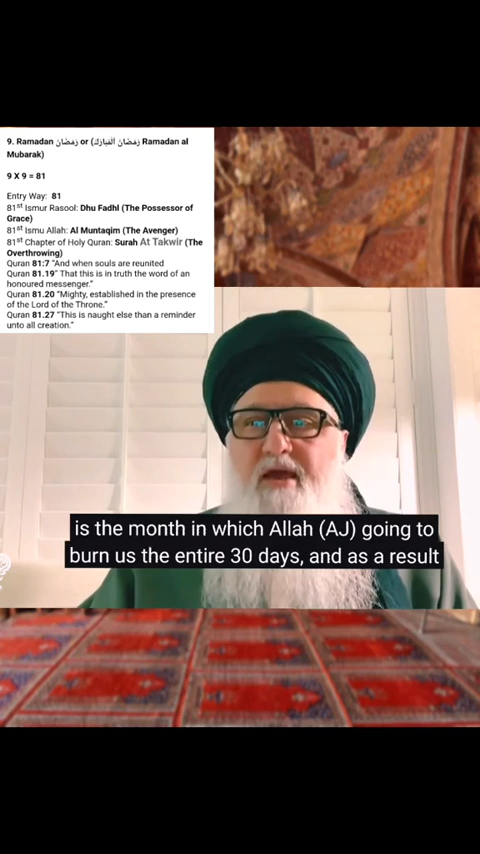 9. Ramadan رَمَضان or (رَمَضانَ اَلْمُبارَكْ Ramadan al
Mubarak)
9 X 9 = 81
Entry Way: 81
81st Ismur Rasool: Dhu Fadhl (The Possessor of
Grace)
81st Ismu Allah: Al Muntaqim (The Avenger)
81st Chapter of Holy Quran: Surah At Takwir (The
Overthrowing)
Quran 81:7 “And when souls are reunited
Quran 81.19” That this is in truth the word of an
honoured messenger.”
Quran 81.20 “Mighty, established in the presence
of the Lord of the Throne.”
Quran 81.27 “This is naught else than a reminder
unto all creation.”
is the month in which Allah (AJ) going to
burn us the entire 30 days, and as a result